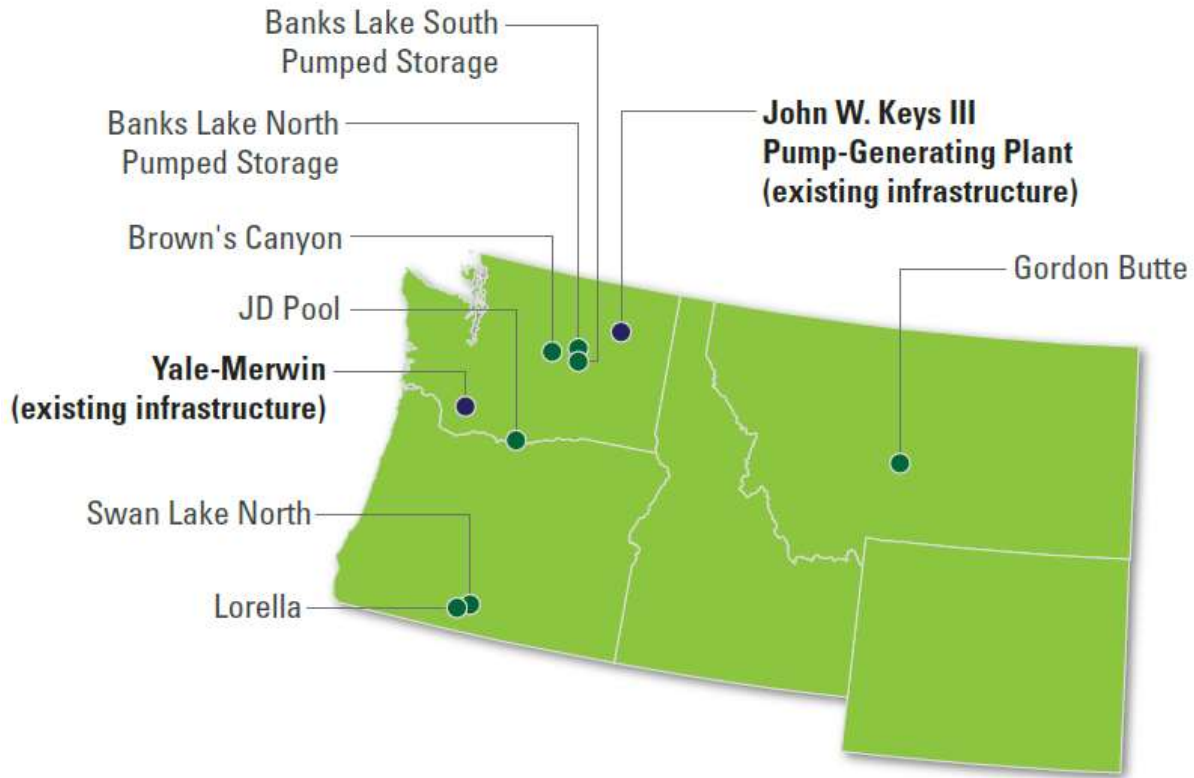 Banks Lake South
Pumped Storage
Banks Lake North
Pumped Storage
John W. Keys III
Pump-Generating Plant
(existing infrastructure)
Brown's Canyon
Gordon Butte
JD Pool
Yale-Merwin
(existing infrastructure)
Swan Lake North
Lorella